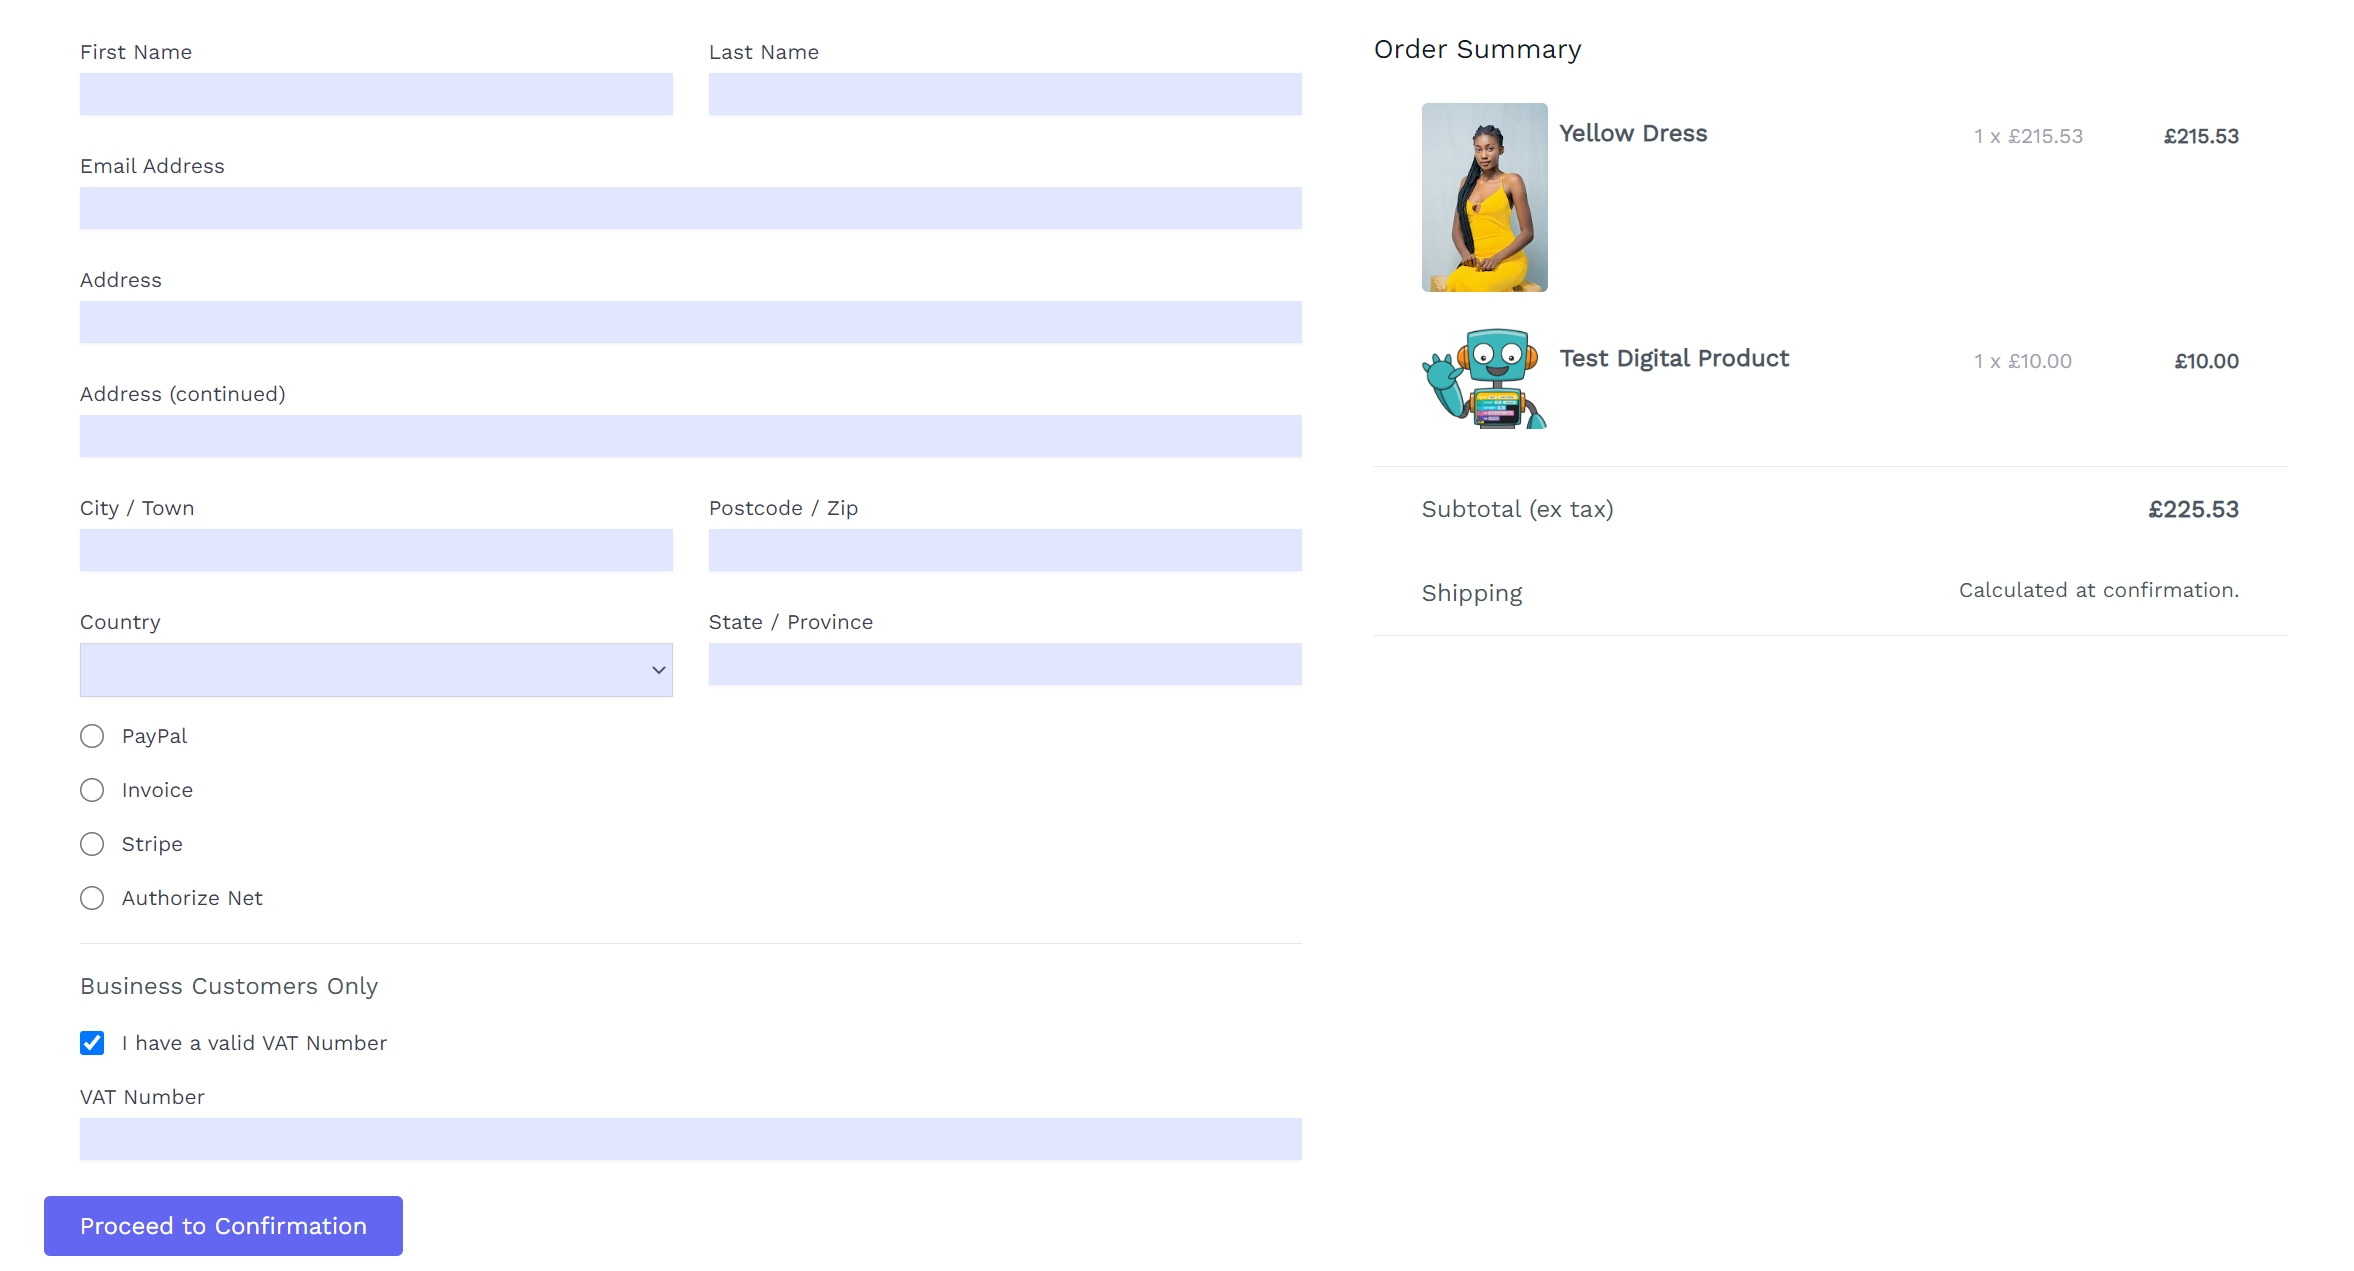 First Name
Last Name
Email Address
Address
Address (continued)
City / Town
Postcode / Zip
Country
State / Province
PayPal
Invoice
Stripe
Authorize Net
Business Customers Only
I have a valid VAT Number
VAT Number
Proceed to Confirmation
Order Summary
Yellow Dress 1 x £215.53 £215.53
Test Digital Product 1 x £10.00 £10.00
Subtotal (ex tax) £225.53
Shipping Calculated at confirmation.